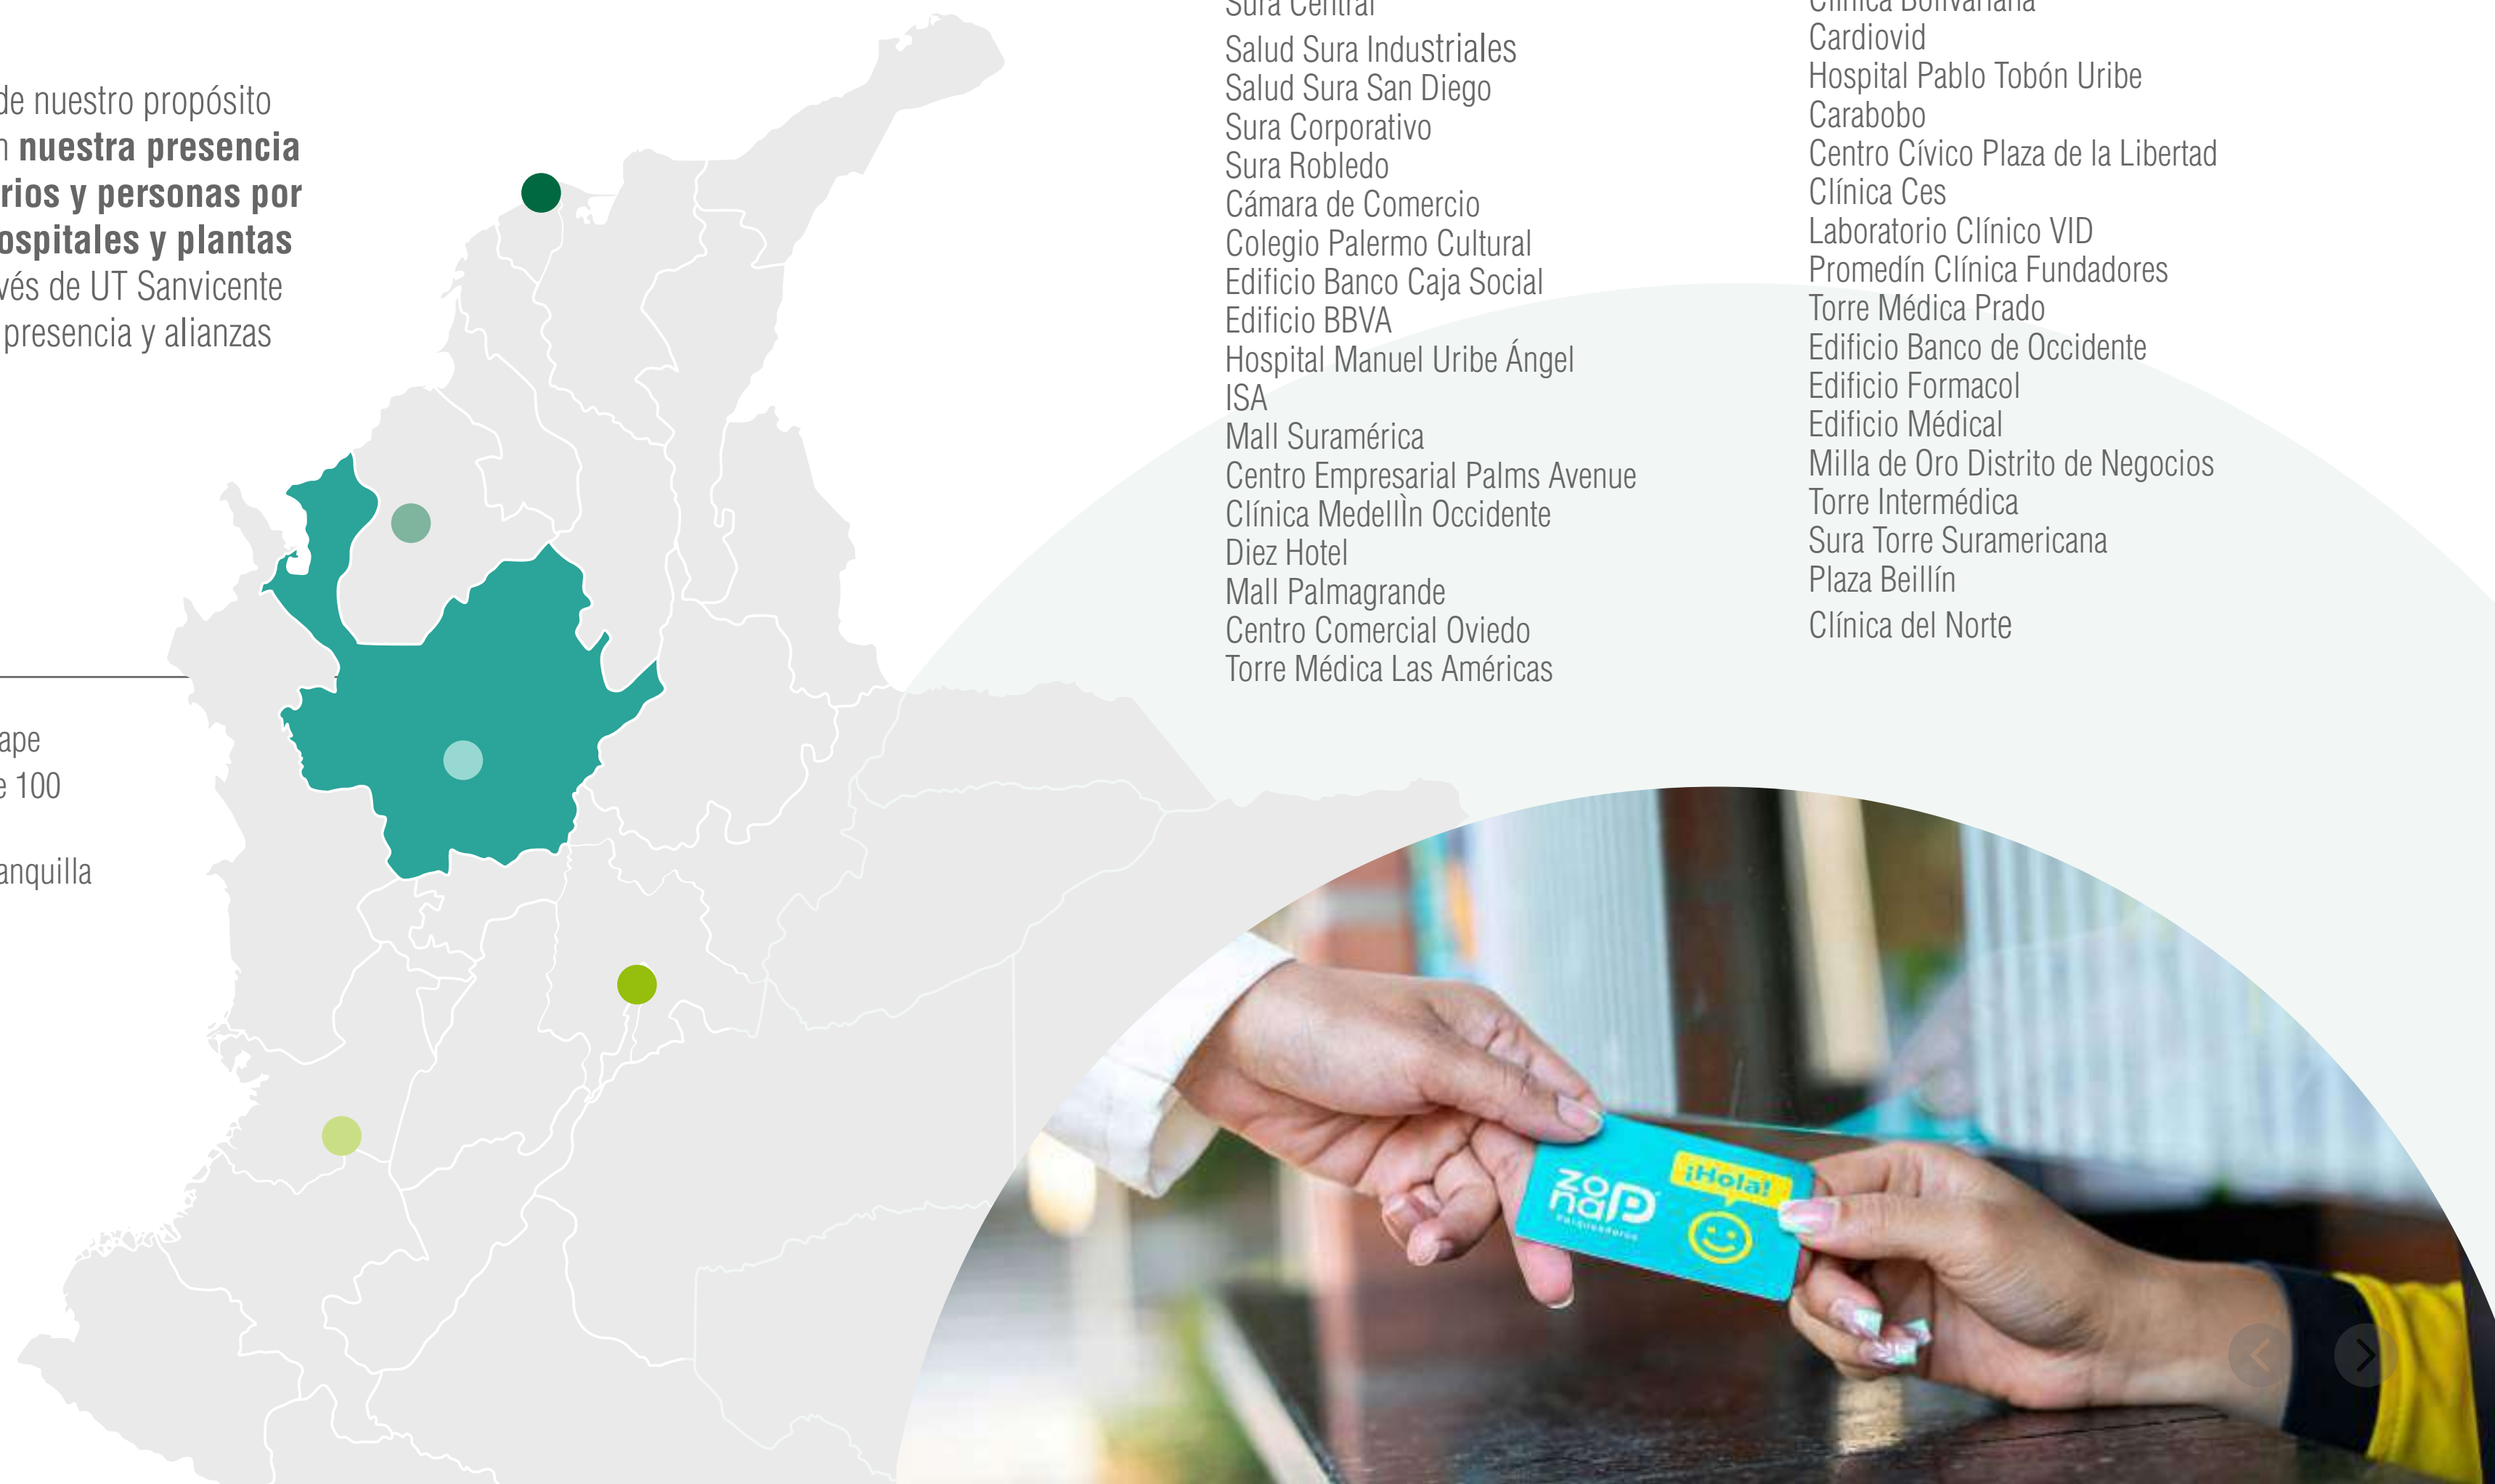 de nuestro propósito
n nuestra presencia
rios y personas por
ospitales y plantas
vés de UT Sanvicente
presencia y alianzas
ape
e 100
anquilla
Sura Central
Salud Sura Industriales
Salud Sura San Diego
Sura Corporativo
Sura Robledo
Cámara de Comercio
Colegio Palermo Cultural
Edificio Banco Caja Social
Edificio BBVA
Hospital Manuel Uribe Ángel
ISA
Mall Suramérica
Centro Empresarial Palms Avenue
Clínica MedellÌn Occidente
Diez Hotel
Mall Palmagrande
Centro Comercial Oviedo
Torre Médica Las Américas
Clínica Bolivariana
Cardiovid
Hospital Pablo Tobón Uribe
Carabobo
Centro Cívico Plaza de la Libertad
Clínica Ces
Laboratorio Clínico VID
Promedín Clínica Fundadores
Torre Médica Prado
Edificio Banco de Occidente
Edificio Formacol
Edificio Médical
Milla de Oro Distrito de Negocios
Torre Intermédica
Sura Torre Suramericana
Plaza Beillín
Clínica del Norte
zona P
Parqueaderos
¡Hola!